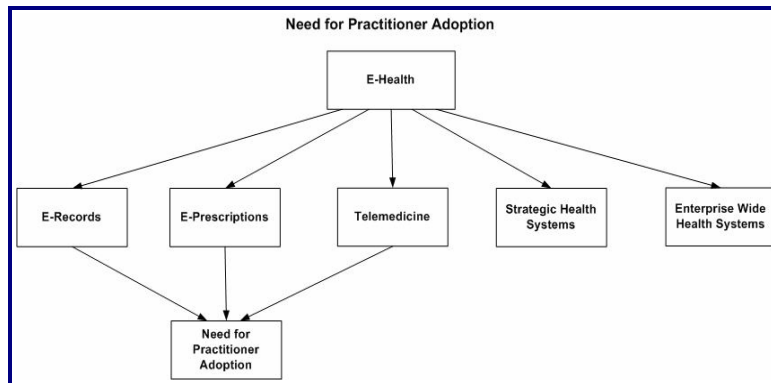 Need for Practitioner Adoption
E-Health
E-Records
E-Prescriptions
Telemedicine
Strategic Health
Systems
Enterprise Wide
Health Systems
Need for
Practitioner
Adoption